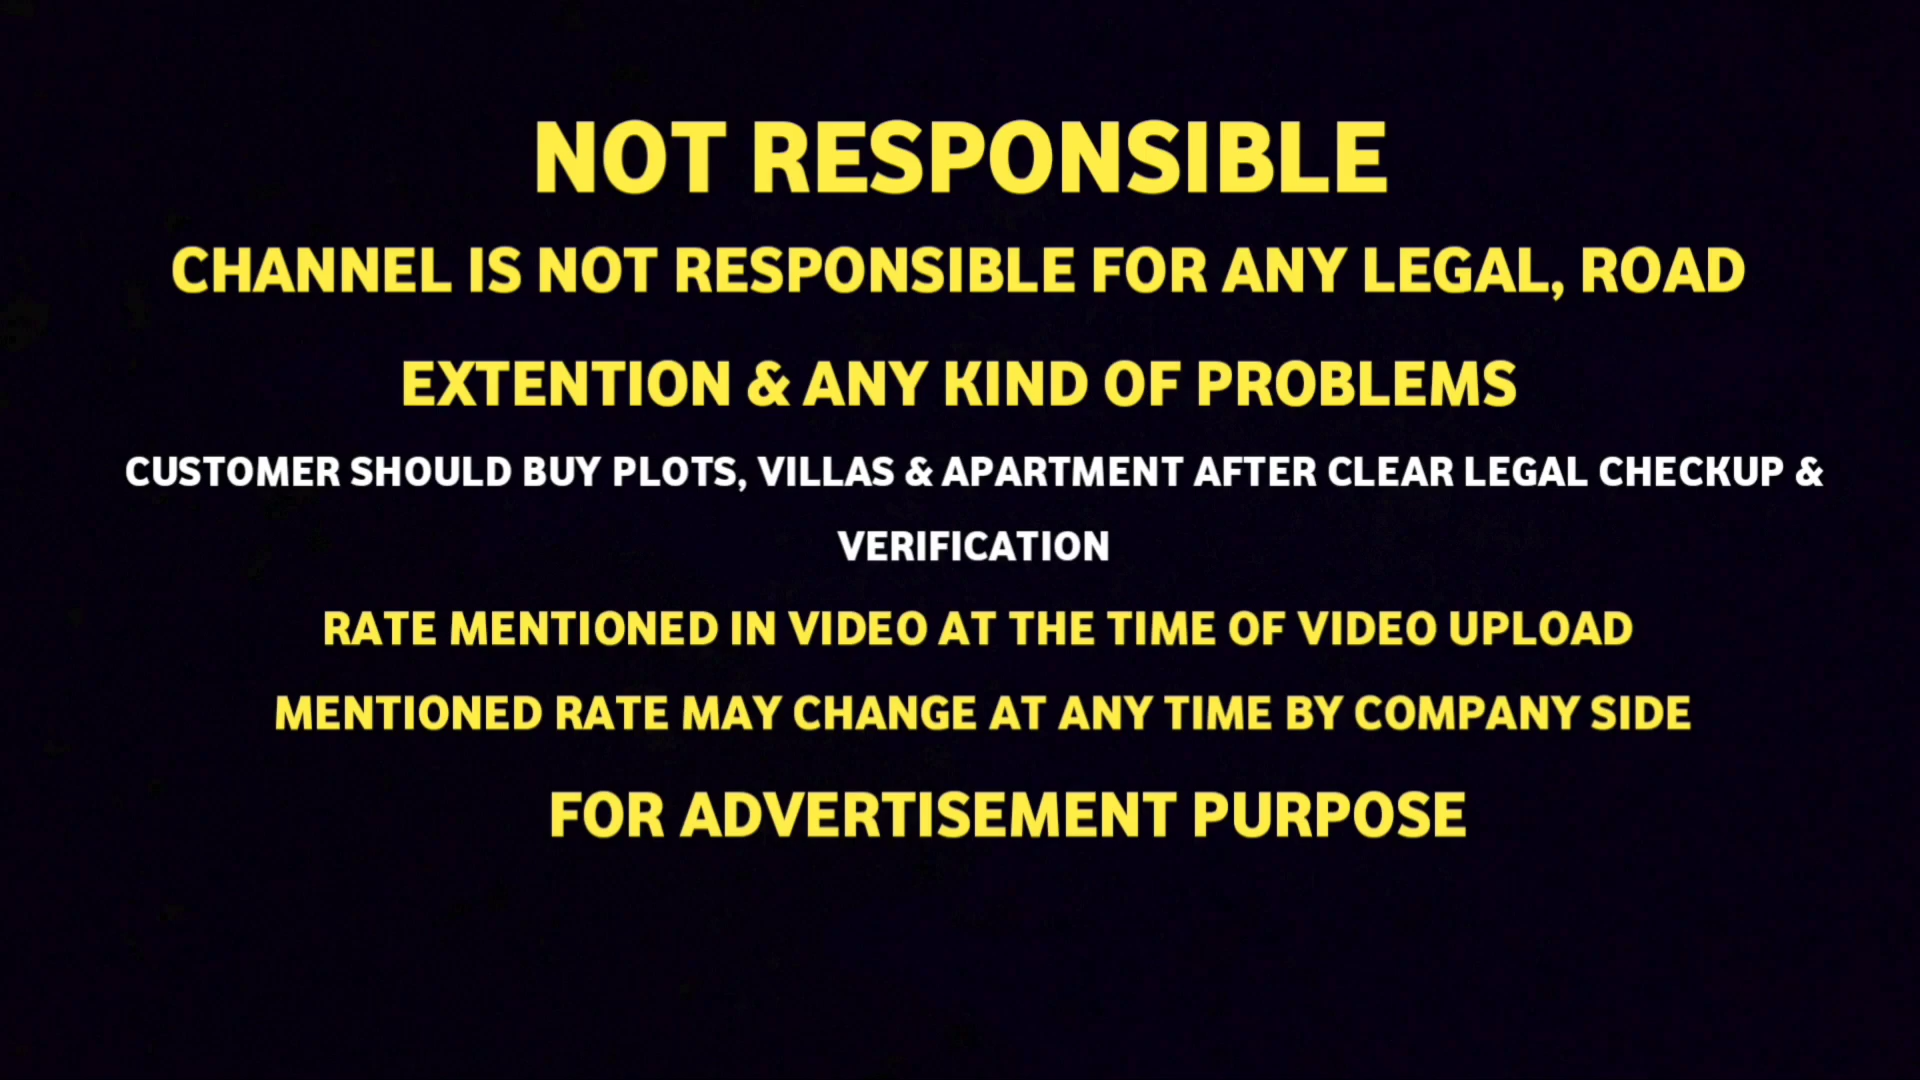 NOT RESPONSIBLE
CHANNEL IS NOT RESPONSIBLE FOR ANY LEGAL, ROAD
EXTENTION & ANY KIND OF PROBLEMS
CUSTOMER SHOULD BUY PLOTS, VILLAS & APARTMENT AFTER CLEAR LEGAL CHECKUP &
VERIFICATION
RATE MENTIONED IN VIDEO AT THE TIME OF VIDEO UPLOAD
MENTIONED RATE MAY CHANGE AT ANY TIME BY COMPANY SIDE
FOR ADVERTISEMENT PURPOSE